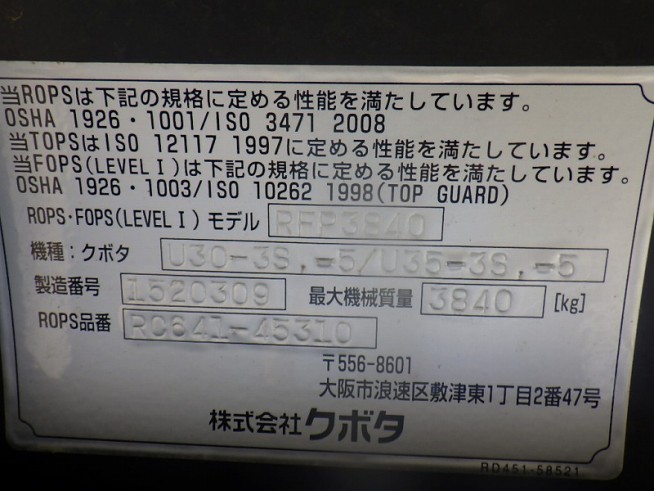 当ROPSは下記の規格に定める性能を満たしています。
OSHA 1926・1001/ISO 3471 2008
当TOPSはISO 12117 1997に定める性能を満たしています。
当FOPS(LEVELⅠ)は下記の規格に定める性能を満たしています。
OSHA 1926・1003/ISO 10262 1998(TOP GUARD)
ROPS・FOPS(LEVELⅠ) モデル RFP3840
機種：クボタ U30-3S,-5/U35-3S,-5
製造番号 1520309 最大機械質量 3840 [kg]
ROPS品番 RC641-45310
〒556-8601
大阪市浪速区敷津東1丁目2番47号
株式会社クボタ
RD451-58521